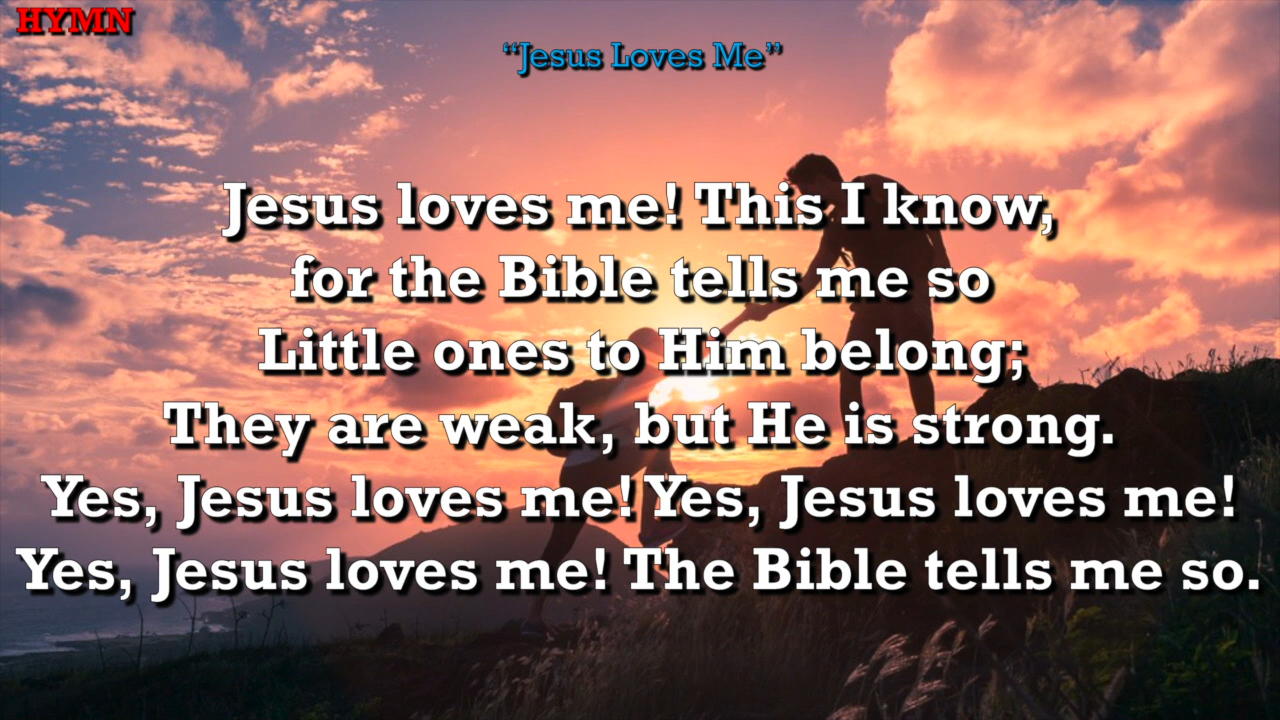 HYMN
“Jesus Loves Me”
Jesus loves me! This I know,
for the Bible tells me so
Little ones to Him belong;
They are weak, but He is strong.
Yes, Jesus loves me! Yes, Jesus loves me!
Yes, Jesus loves me! The Bible tells me so.